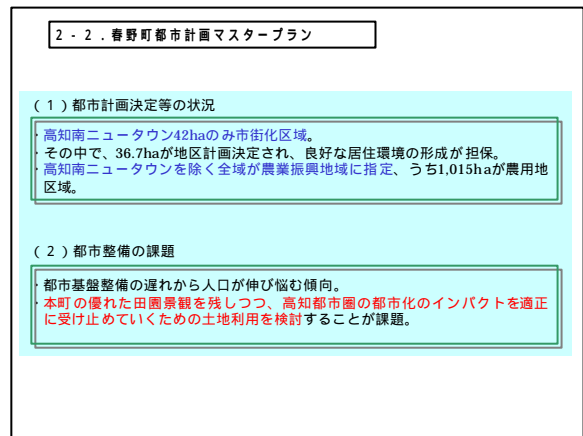 2-2.春野町都市計画マスタープラン
(1)都市計画決定等の状況
・高知南ニュータウン42haのみ市街化区域。
・その中で、36.7haが地区計画決定され、良好な居住環境の形成が担保。
・高知南ニュータウンを除く全域が農業振興地域に指定、うち1,015haが農用地
区域。
(2)都市整備の課題
・都市基盤整備の遅れから人口が伸び悩む傾向。
・本町の優れた田園景観を残しつつ、高知都市圏の都市化のインパクトを適正
に受け止めていくための土地利用を検討することが課題。